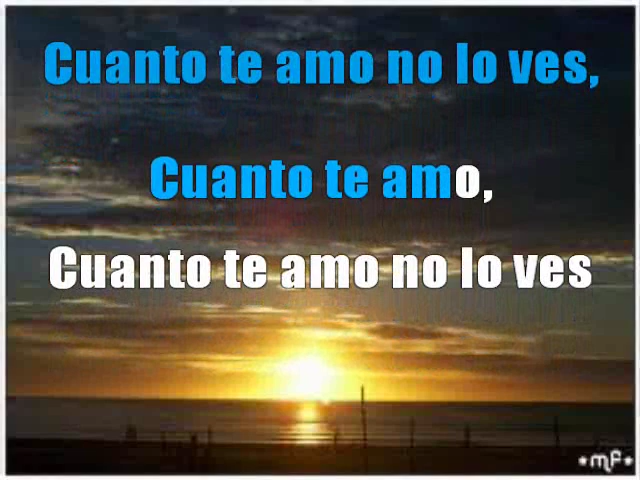 Cuanto te amo no lo ves,
Cuanto te amo,
Cuanto te amo no lo ves
•mF•